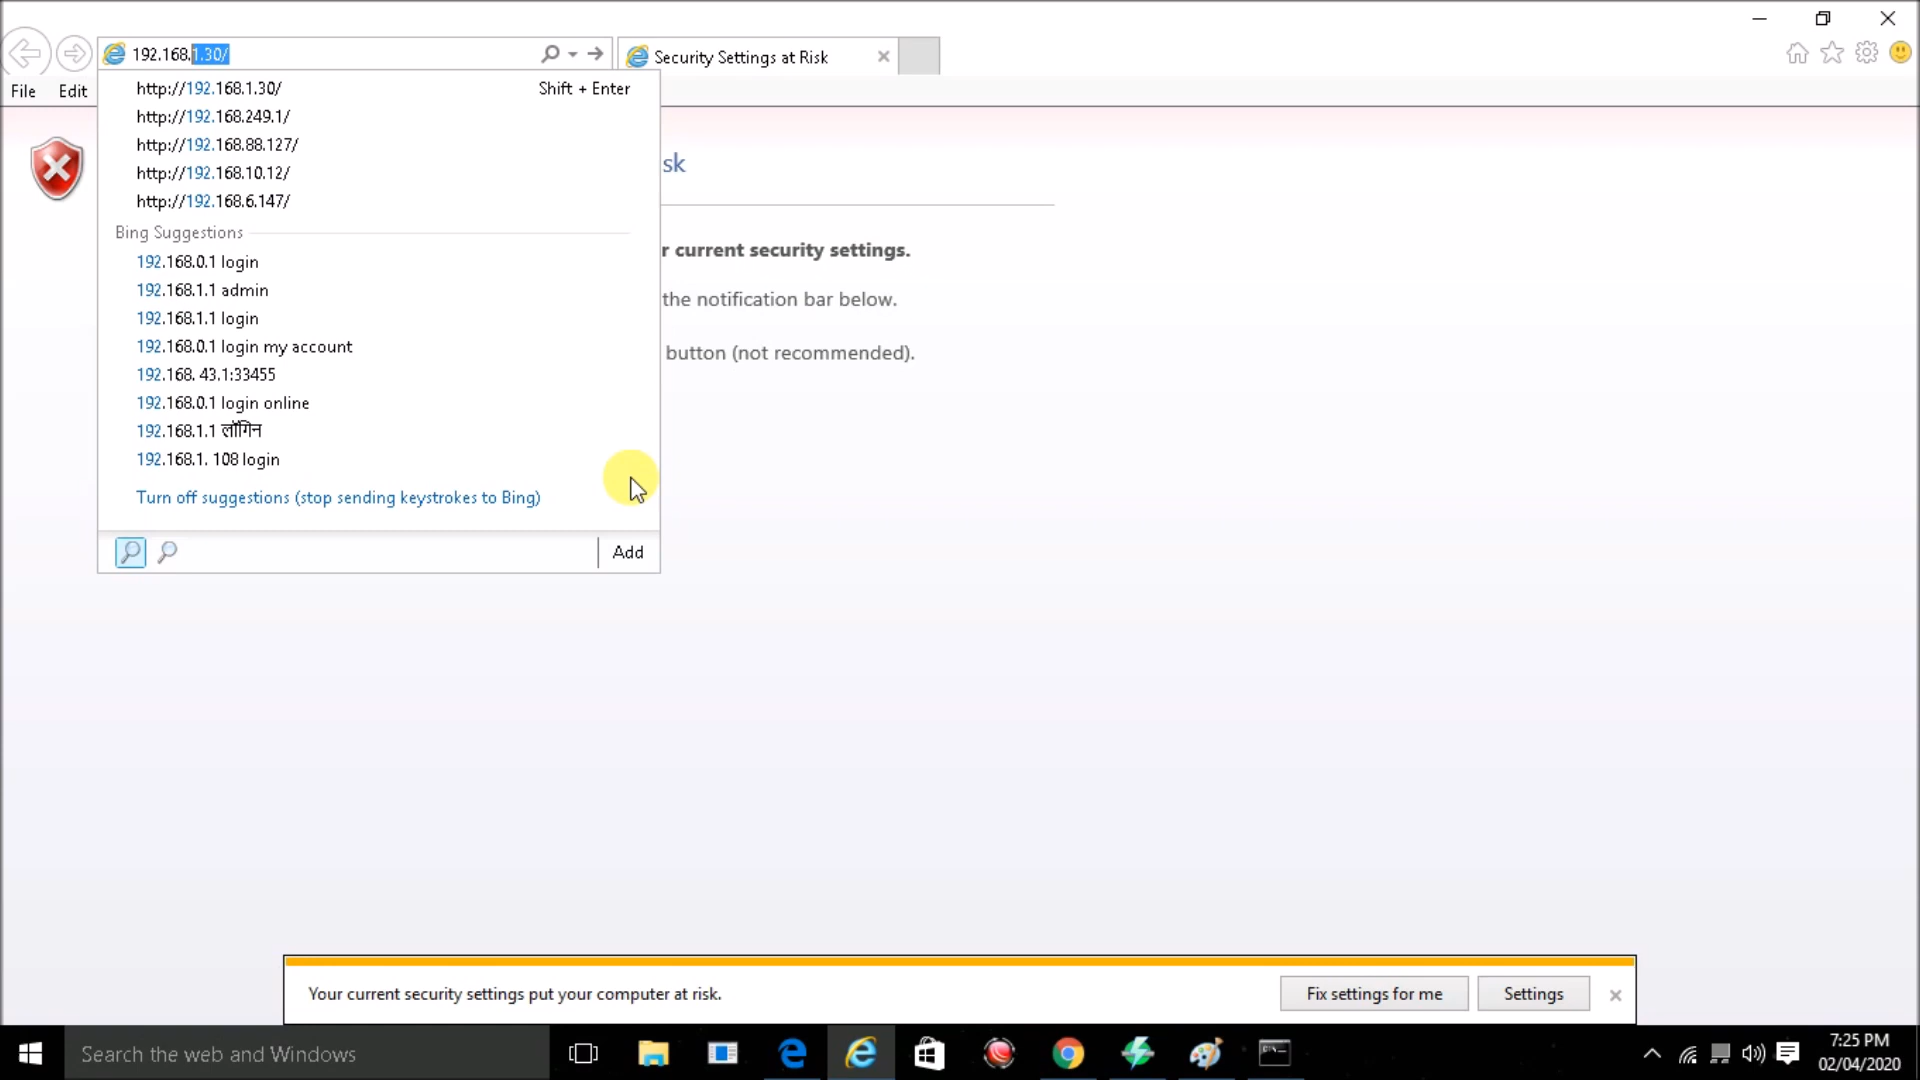 192.168.1.30/
Security Settings at Risk
File Edit
http://192.168.1.30/ Shift + Enter
http://192.168.249.1/
http://192.168.88.127/
http://192.168.10.12/
http://192.168.6.147/
sk
Bing Suggestions
r current security settings.
192.168.0.1 login
192.168.1.1 admin
the notification bar below.
192.168.1.1 login
192.168.0.1 login my account
button (not recommended).
192.168. 43.1:33455
192.168.0.1 login online
192.168.1.1 लॉगिन
192.168.1. 108 login
Turn off suggestions (stop sending keystrokes to Bing)
Add
Your current security settings put your computer at risk.
Fix settings for me
Settings
Search the web and Windows
7:25 PM
02/04/2020